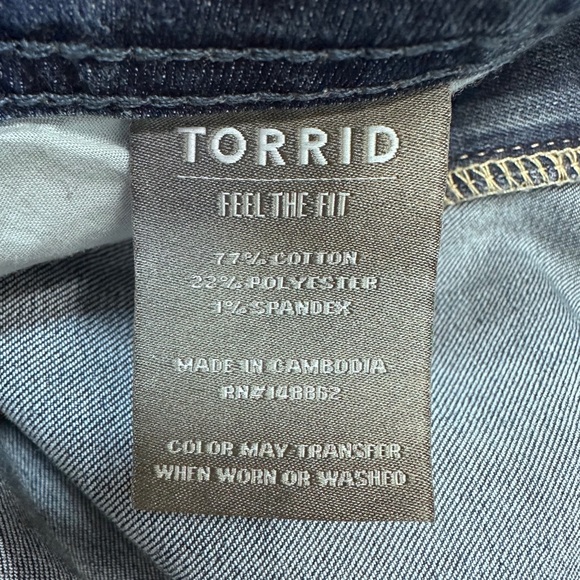 TORRID
FEEL THE FIT
77% COTTON
22% POLYESTER
1% SPANDEX
MADE IN CAMBODIA
RN#148862
COLOR MAY TRANSFER
WHEN WORN OR WASHED